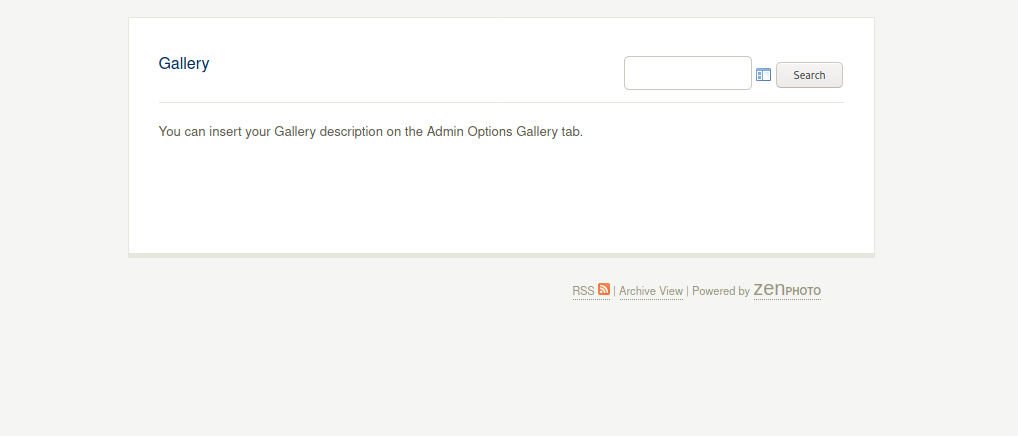 Gallery
Search
You can insert your Gallery description on the Admin Options Gallery tab.
RSS | Archive View | Powered by zenPHOTO